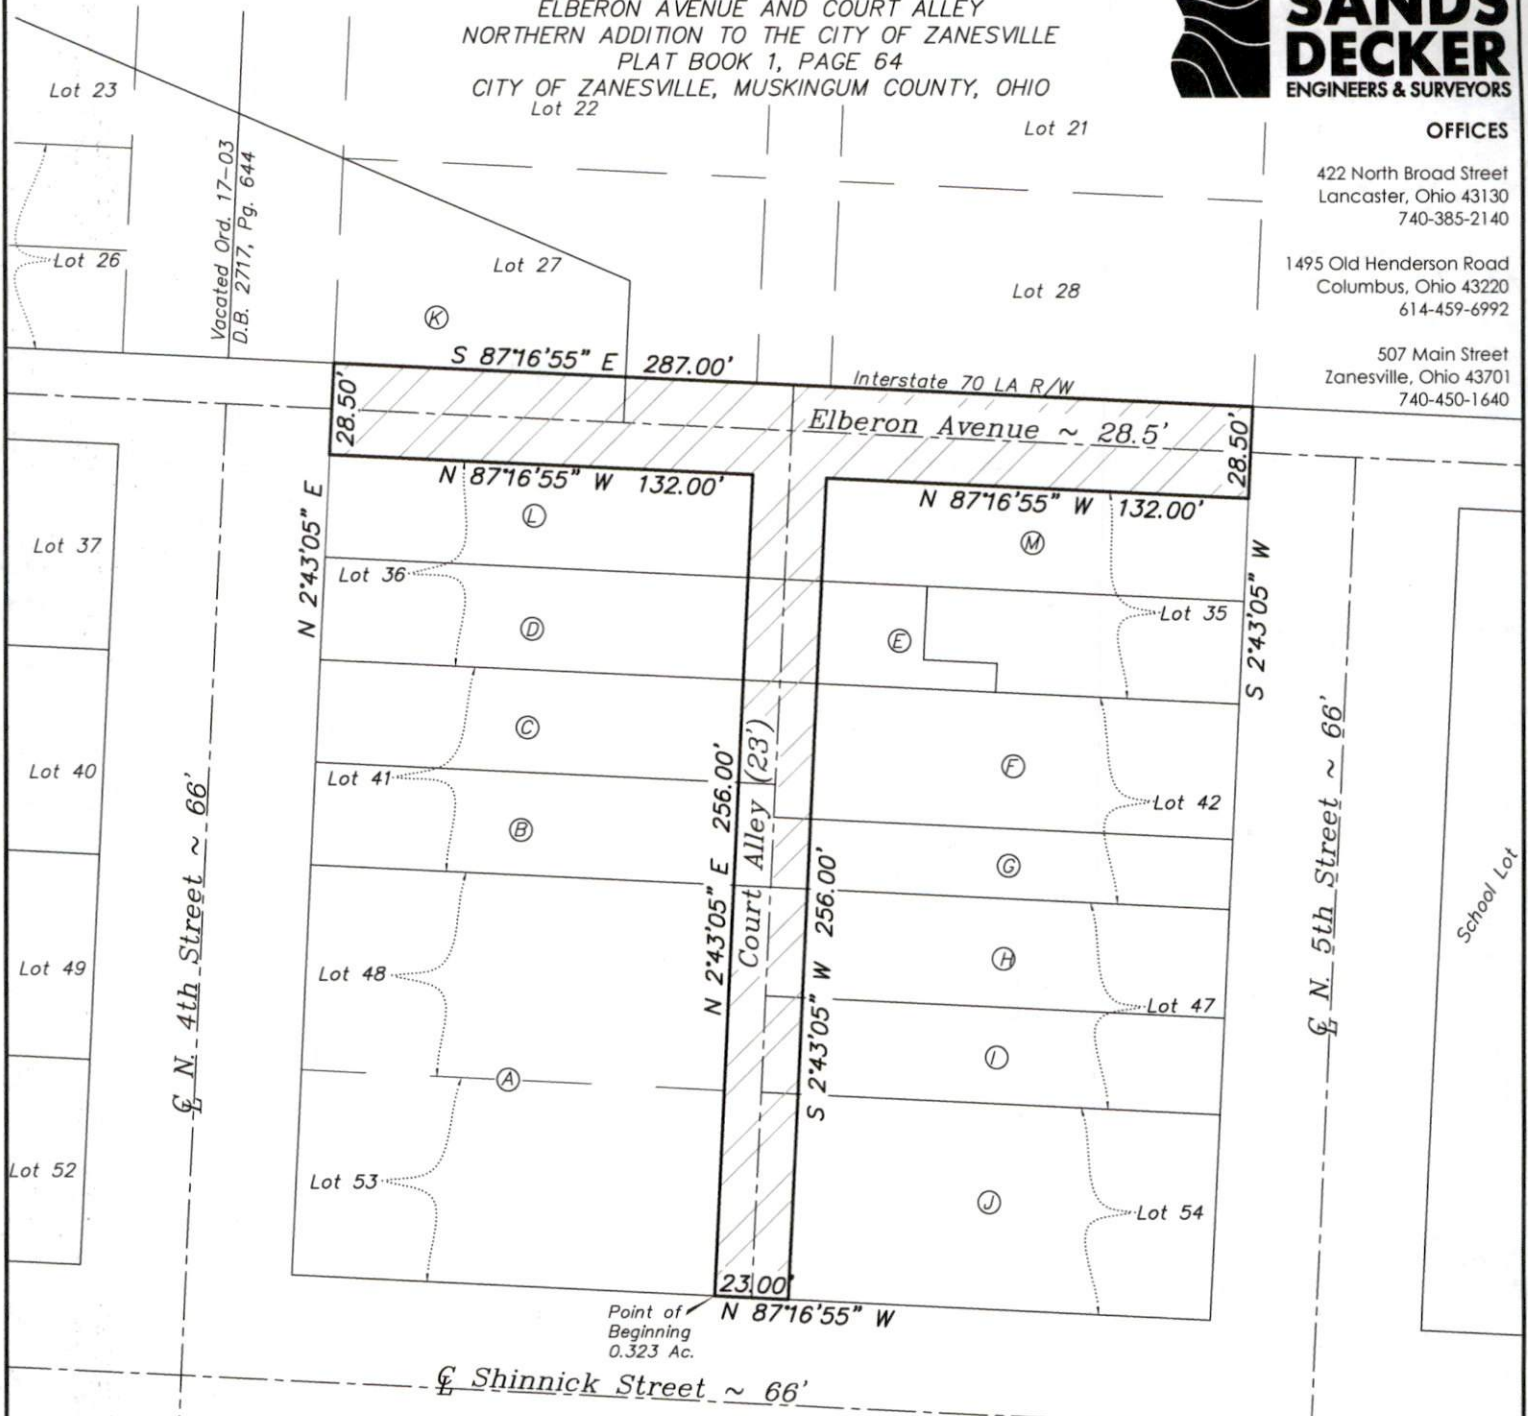 ELBERON AVENUE AND COURT ALLEY
NORTHERN ADDITION TO THE CITY OF ZANESVILLE
PLAT BOOK 1, PAGE 64
CITY OF ZANESVILLE, MUSKINGUM COUNTY, OHIO
SANDS
DECKER
ENGINEERS & SURVEYORS
OFFICES
422 North Broad Street
Lancaster, Ohio 43130
740-385-2140
1495 Old Henderson Road
Columbus, Ohio 43220
614-459-6992
507 Main Street
Zanesville, Ohio 43701
740-450-1640
Lot 23
Lot 22
Lot 21
Vacated Ord. 17-03
D.B. 2717, Pg. 644
Lot 26
Lot 27
Lot 28
K
S 87°16'55" E 287.00'
Interstate 70 LA R/W
28.50'
Elberon Avenue ~ 28.5'
28.50'
N 87°16'55" W 132.00'
N 87°16'55" W 132.00'
N 2°43'05" E
L
M
Lot 37
Lot 36
Lot 35
S 2°43'05" W
D
E
C
F
Lot 40
Lot 41
Lot 42
B
G
Court Alley (23')
N 2°43'05" E 256.00'
S 2°43'05" W 256.00'
℄ N. 4th Street ~ 66'
℄ N. 5th Street ~ 66'
School Lot
Lot 49
Lot 48
H
Lot 47
I
A
Lot 52
Lot 53
J
Lot 54
23.00'
N 87°16'55" W
Point of
Beginning
0.323 Ac.
℄ Shinnick Street ~ 66'